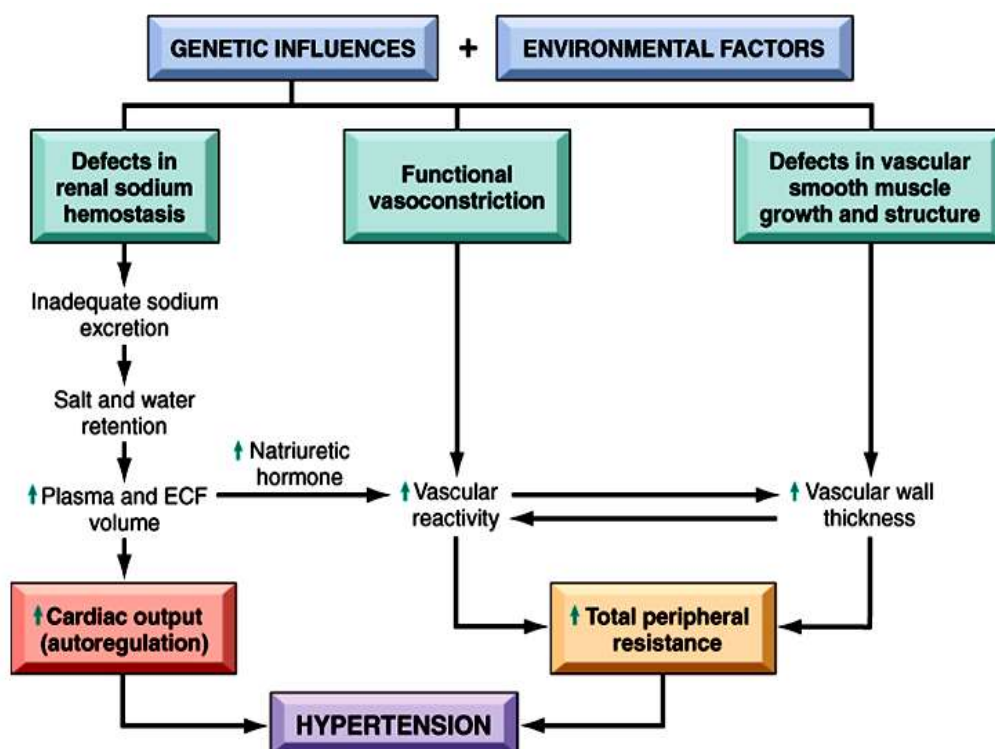 GENETIC INFLUENCES + ENVIRONMENTAL FACTORS
Defects in
renal sodium
hemostasis
Functional
vasoconstriction
Defects in vascular
smooth muscle
growth and structure
Inadequate sodium
excretion
Salt and water
retention
↑ Natriuretic
hormone
↑ Plasma and ECF
volume
↑ Vascular
reactivity
↑ Vascular wall
thickness
↑ Cardiac output
(autoregulation)
↑ Total peripheral
resistance
HYPERTENSION